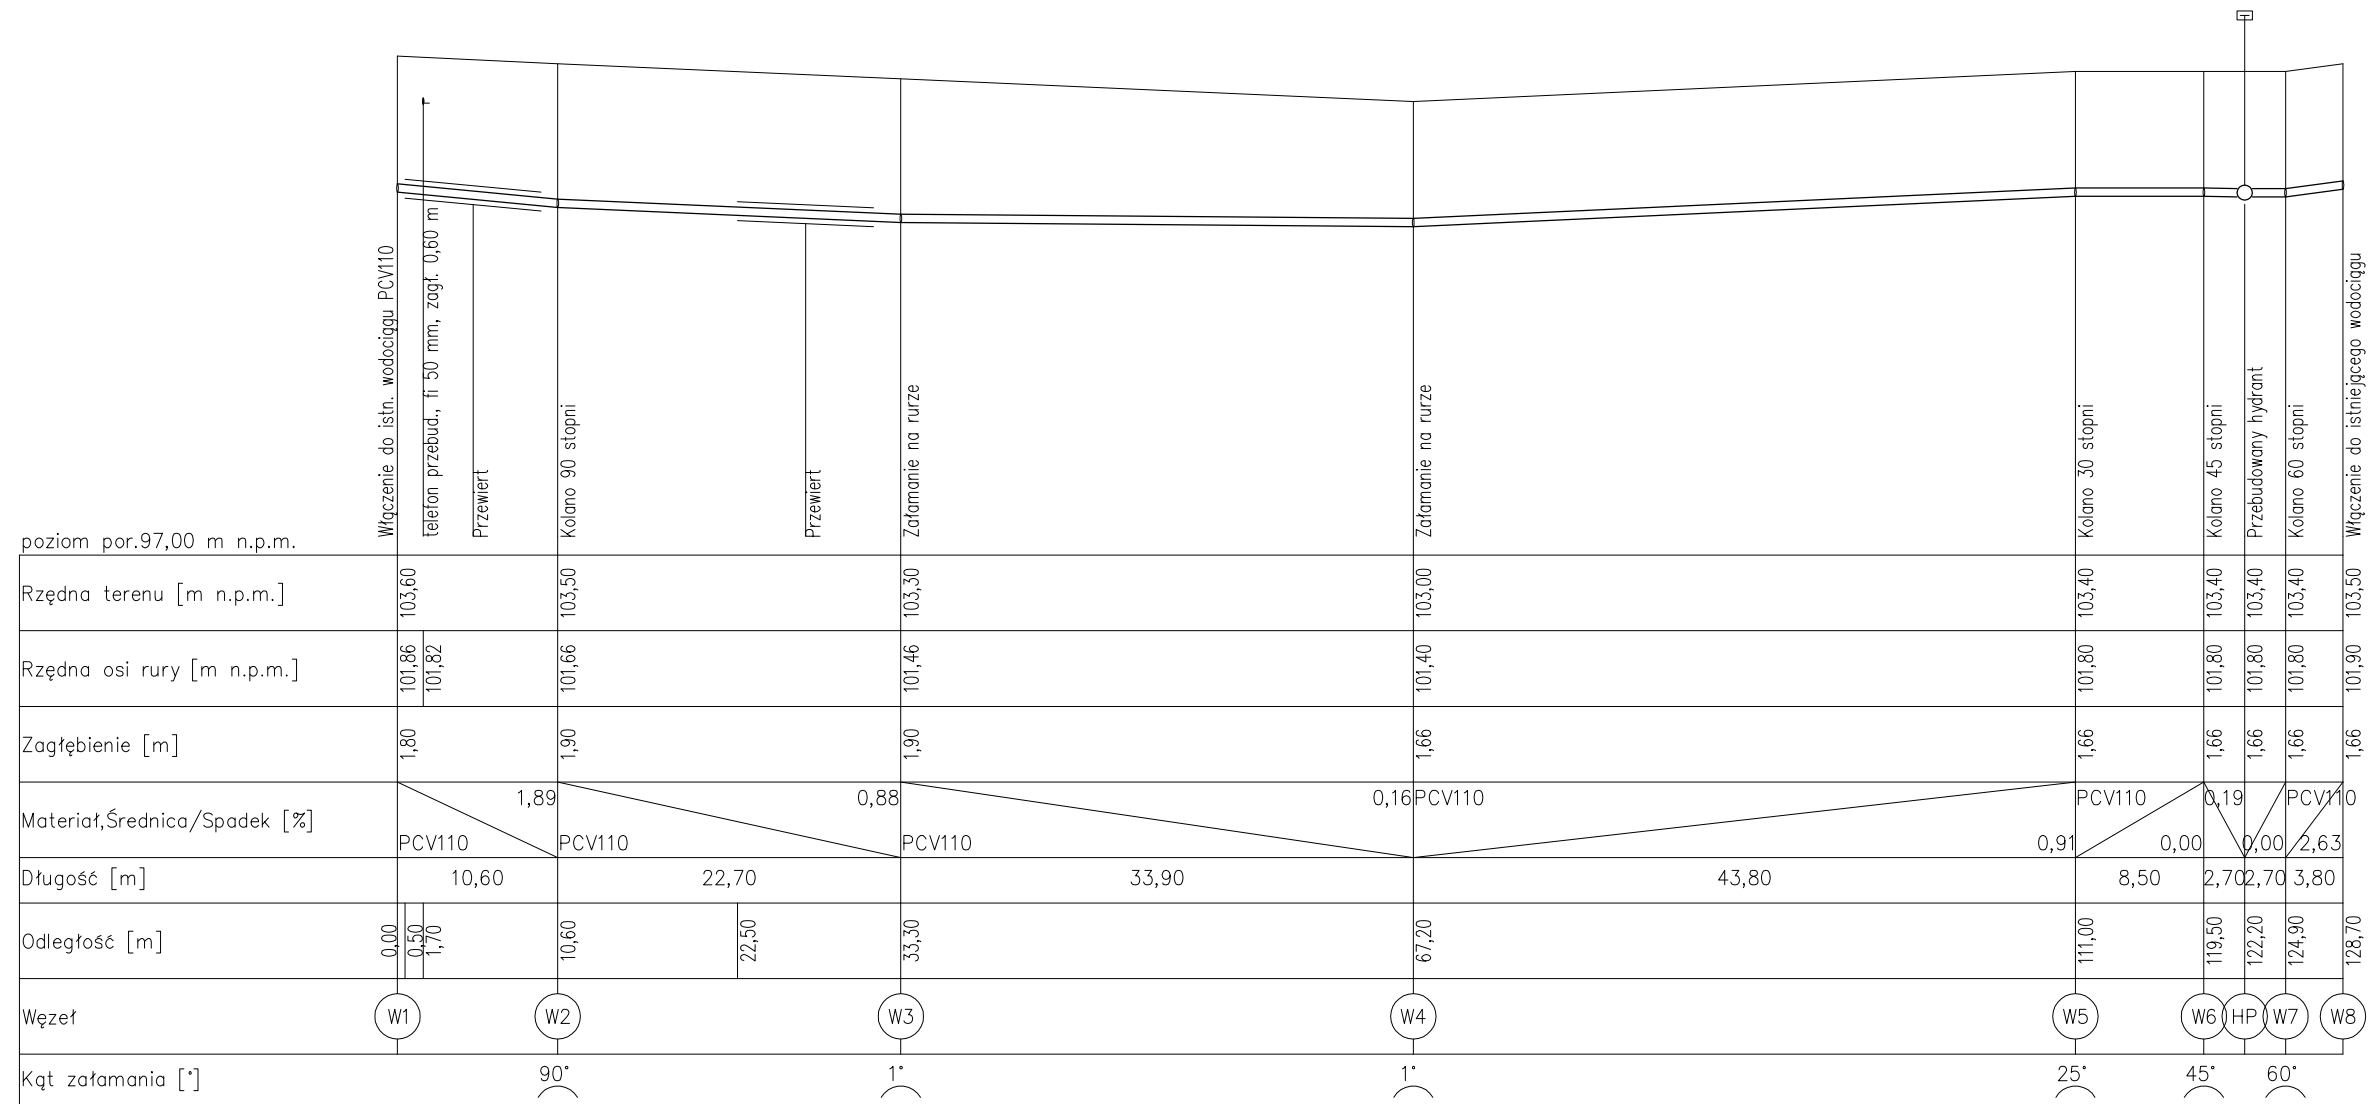 Włączenie do istn. wodociągu PCV110
telefon przebud., fi 50 mm, zagł. 0,60 m
Przewiert
Kolano 90 stopni
Przewiert
Załamanie na rurze
Załamanie na rurze
Kolano 30 stopni
Kolano 45 stopni
Przebudowany hydrant
Kolano 60 stopni
Włączenie do istniejącego wodociągu
poziom por.97,00 m n.p.m.
Rzędna terenu [m n.p.m.] 103,60 103,50 103,30 103,00 103,40 103,40 103,40 103,40 103,50
Rzędna osi rury [m n.p.m.] 101,86 101,82 101,66 101,46 101,40 101,80 101,80 101,80 101,80 101,90
Zagłębienie [m] 1,80 1,90 1,90 1,66 1,66 1,66 1,66 1,66 1,66
1,89 0,88 0,16 PCV110 PCV110 0,19 PCV110
Materiał,Średnica/Spadek [%]
PCV110 PCV110 PCV110 0,91 0,00 0,00 2,63
Długość [m] 10,60 22,70 33,90 43,80 8,50 2,70 2,70 3,80
Odległość [m] 0,00 0,50 1,70 10,60 22,50 33,30 67,20 111,00 119,50 122,20 124,90 128,70
Węzeł W1 W2 W3 W4 W5 W6 HP W7 W8
Kąt załamania [°] 90° 1° 1° 25° 45° 60°